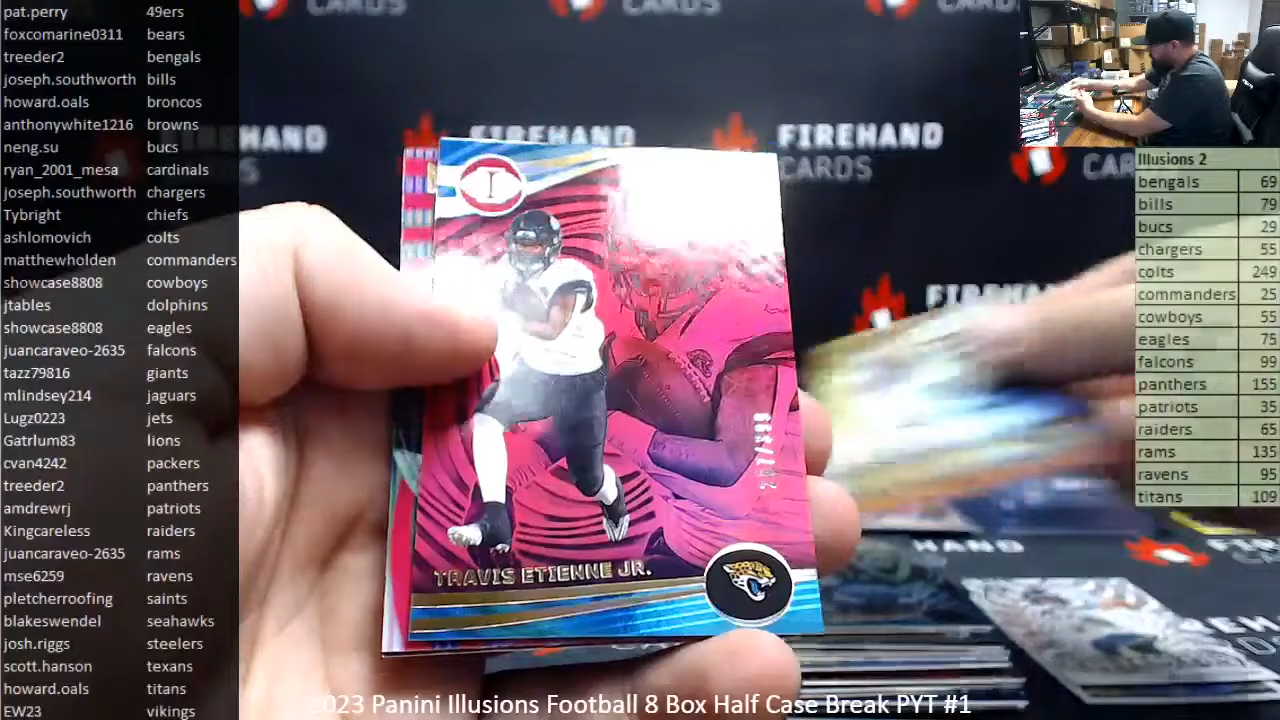 pat.perry 49ers
foxcomarine0311 bears
treeder2 bengals
joseph.southworth bills
howard.oals broncos
anthonywhite1216 browns
neng.su bucs
ryan_2001_mesa cardinals
joseph.southworth chargers
Tybright chiefs
ashlomovich colts
matthewholden commanders
showcase8808 cowboys
jtables dolphins
showcase8808 eagles
juancaraveo-2635 falcons
tazz79816 giants
mlindsey214 jaguars
Lugz0223 jets
Gatrlum83 lions
cvan4242 packers
treeder2 panthers
amdrewrj patriots
Kingcareless raiders
juancaraveo-2635 rams
mse6259 ravens
pletcherroofing saints
blakeswendel seahawks
josh.riggs steelers
scott.hanson texans
howard.oals titans
EW23 vikings
CARDS
CARDS
FIREHAND
FIREHAND
CARDS
I
TRAVIS ETIENNE JR.
Illusions 2
bengals 69
bills 79
bucs 29
chargers 55
colts 249
commanders 25
cowboys 55
eagles 75
falcons 99
panthers 155
patriots 35
raiders 65
rams 135
ravens 95
titans 109
2023 Panini Illusions Football 8 Box Half Case Break PYT #1